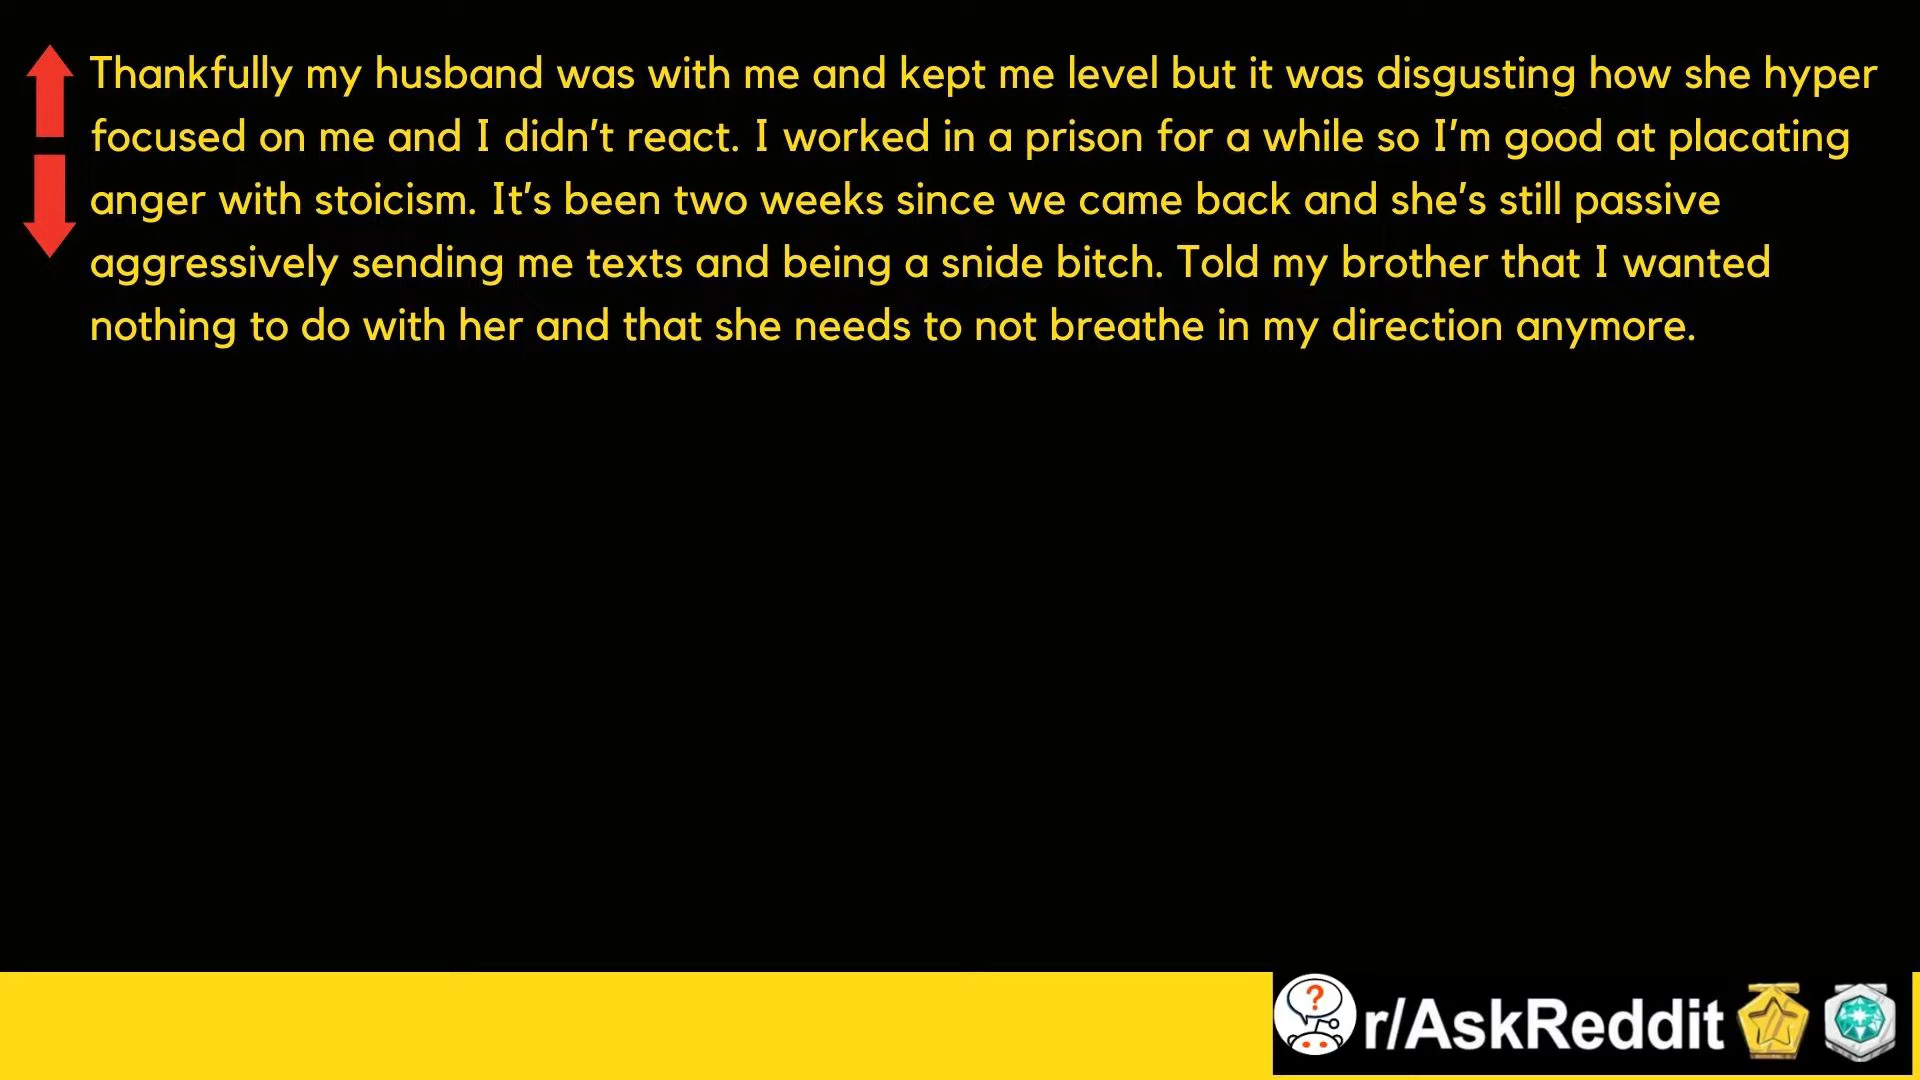 Thankfully my husband was with me and kept me level but it was disgusting how she hyper
focused on me and I didn’t react. I worked in a prison for a while so I’m good at placating
anger with stoicism. It’s been two weeks since we came back and she’s still passive
aggressively sending me texts and being a snide bitch. Told my brother that I wanted
nothing to do with her and that she needs to not breathe in my direction anymore.
?
r/AskReddit